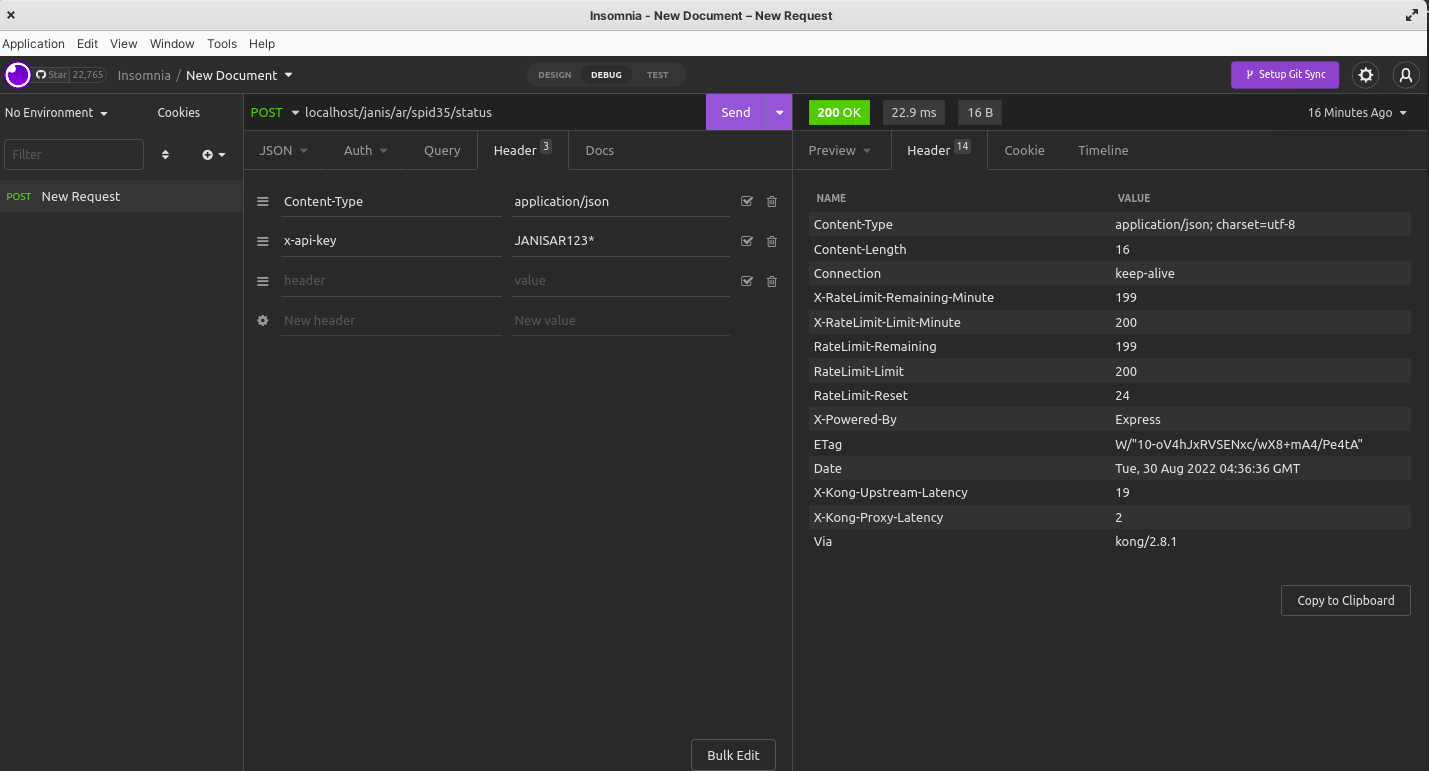 Insomnia - New Document – New Request
Application Edit View Window Tools Help
Star 22,765 Insomnia / New Document DESIGN DEBUG TEST Setup Git Sync
No Environment Cookies POST localhost/janis/ar/spid35/status Send 200 OK 22.9 ms 16 B 16 Minutes Ago
Filter JSON Auth Query Header 3 Docs Preview Header 14 Cookie Timeline
POST New Request
Content-Type application/json
x-api-key JANISAR123*
header value
New header New value
Bulk Edit
NAME VALUE
Content-Type application/json; charset=utf-8
Content-Length 16
Connection keep-alive
X-RateLimit-Remaining-Minute 199
X-RateLimit-Limit-Minute 200
RateLimit-Remaining 199
RateLimit-Limit 200
RateLimit-Reset 24
X-Powered-By Express
ETag W/"10-oV4hJxRVSENxc/wX8+mA4/Pe4tA"
Date Tue, 30 Aug 2022 04:36:36 GMT
X-Kong-Upstream-Latency 19
X-Kong-Proxy-Latency 2
Via kong/2.8.1
Copy to Clipboard